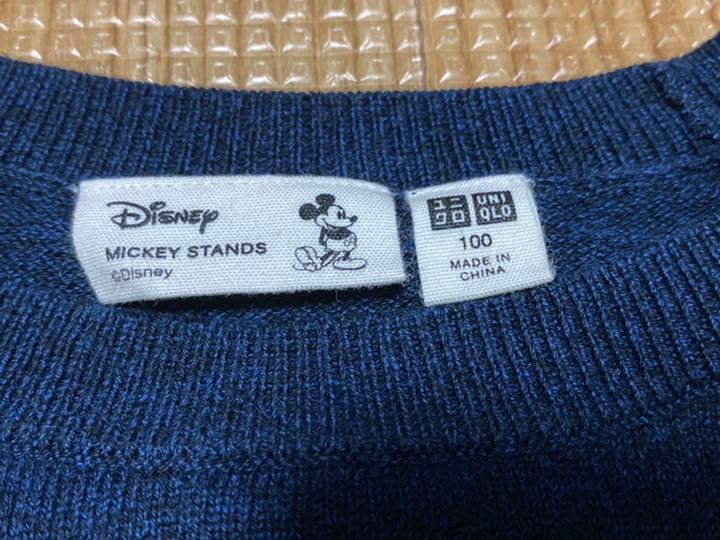 Disney
MICKEY STANDS
©Disney
ユニ UNI
クロ QLO
100
MADE IN
CHINA